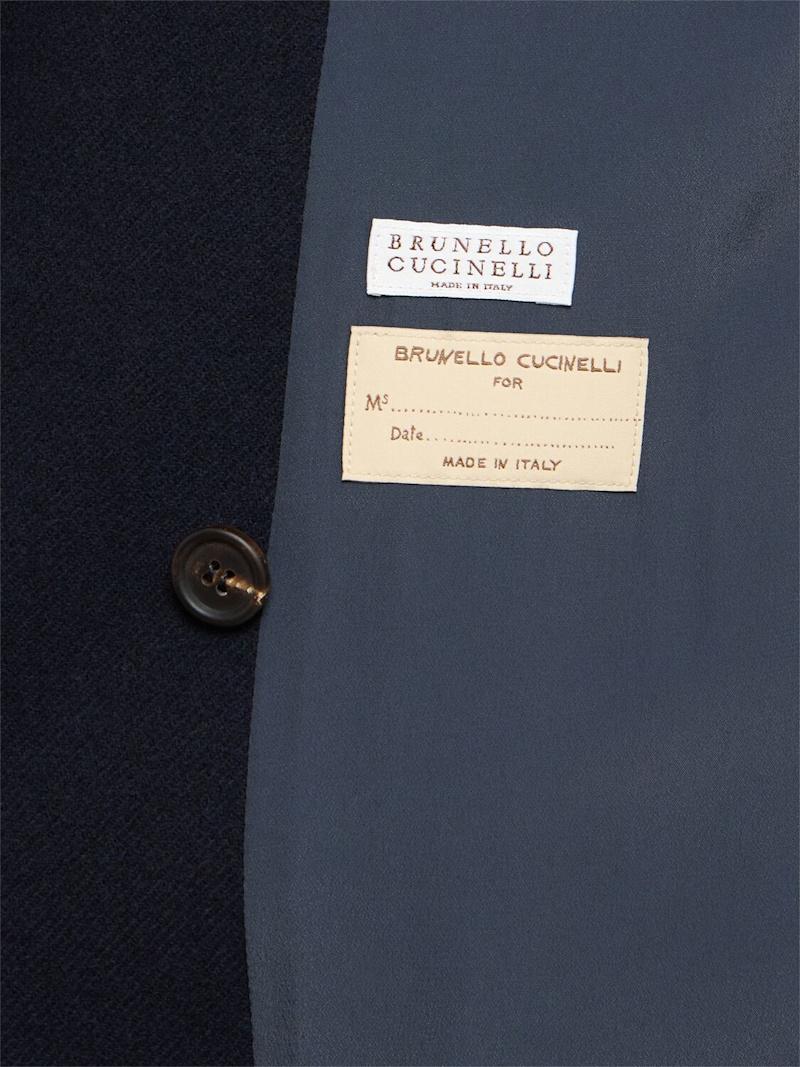 BRUNELLO
CUCINELLI
MADE IN ITALY
BRUNELLO CUCINELLI
FOR
Ms........................................
Date..............................
MADE IN ITALY